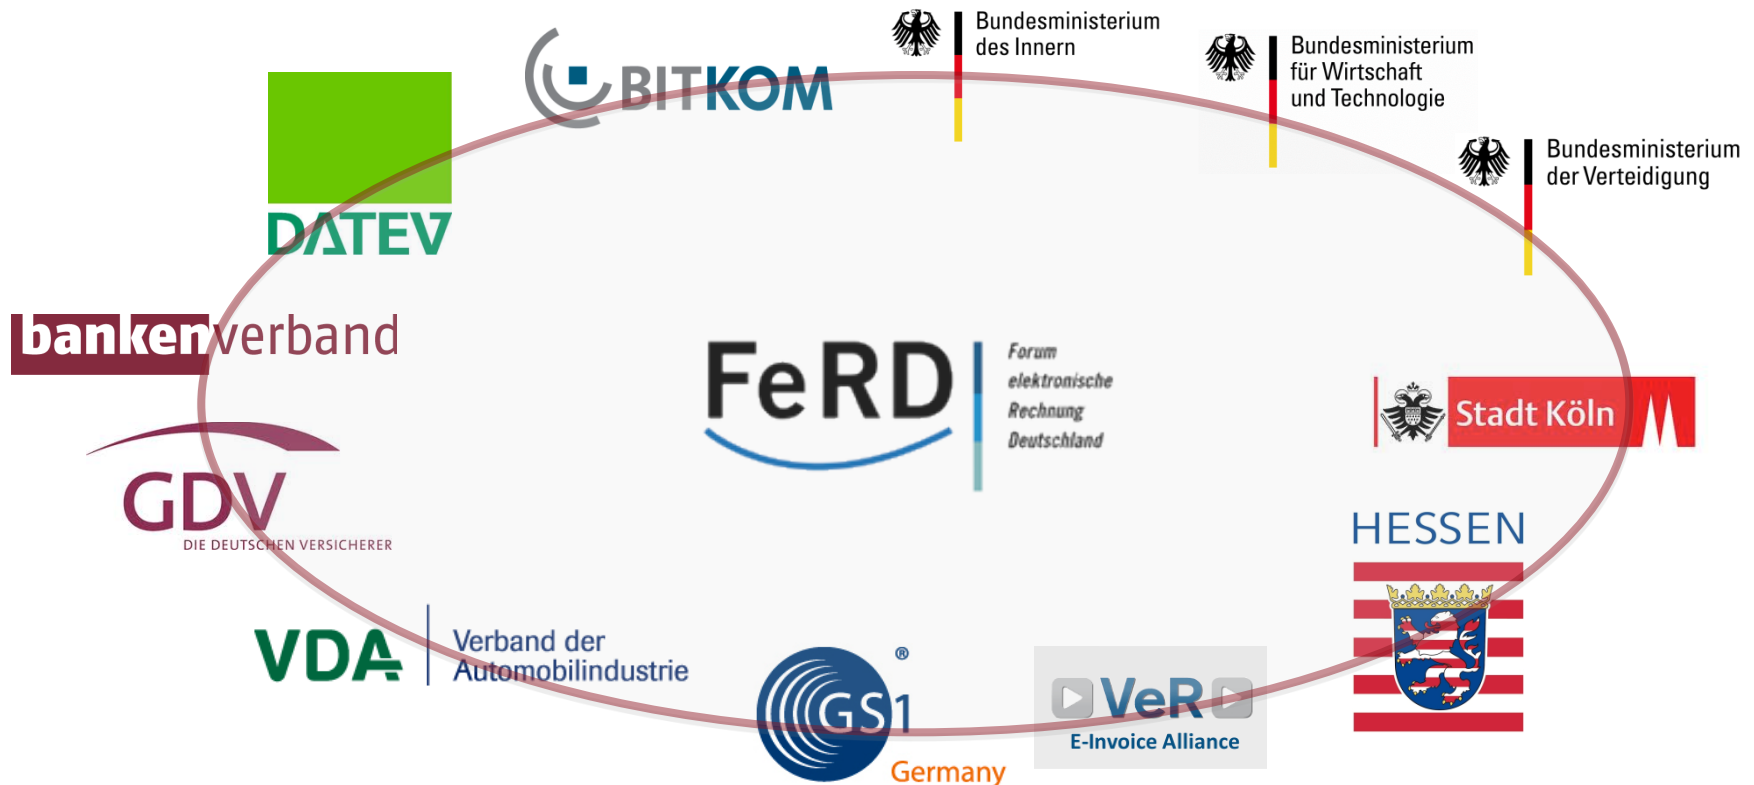 BITKOM
Bundesministerium
des Innern
Bundesministerium
für Wirtschaft
und Technologie
Bundesministerium
der Verteidigung
DATEV
bankenverband
FeRD
Forum
elektronische
Rechnung
Deutschland
Stadt Köln
GDV
DIE DEUTSCHEN VERSICHERER
HESSEN
VDA
Verband der
Automobilindustrie
GS1 ®
Germany
VeR
E-Invoice Alliance